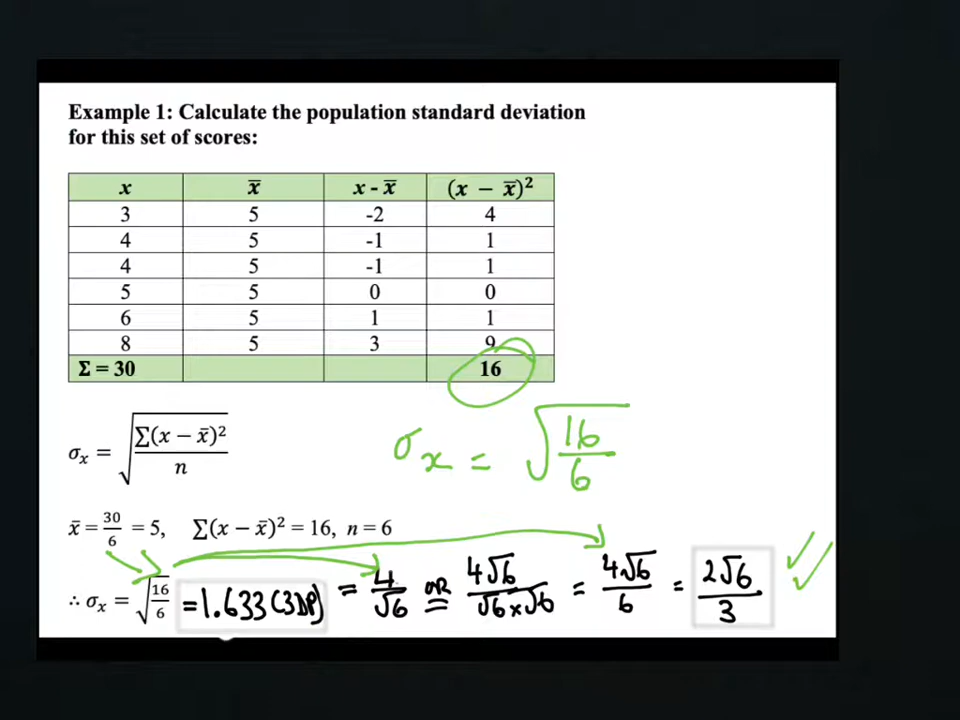 Example 1: Calculate the population standard deviation
for this set of scores:
x x̄ x - x̄ (x − x̄)²
3 5 -2 4
4 5 -1 1
4 5 -1 1
5 5 0 0
6 5 1 1
8 5 3 9
Σ = 30 16
σₓ = √(∑(x − x̄)²/n)
σₓ = √(16/6)
x̄ = 30/6 = 5, ∑(x − x̄)² = 16, n = 6
∴ σₓ = √(16/6) = 1.633 (3DP) = 4/√6 OR 4√6/(√6×√6) = 4√6/6 = 2√6/3